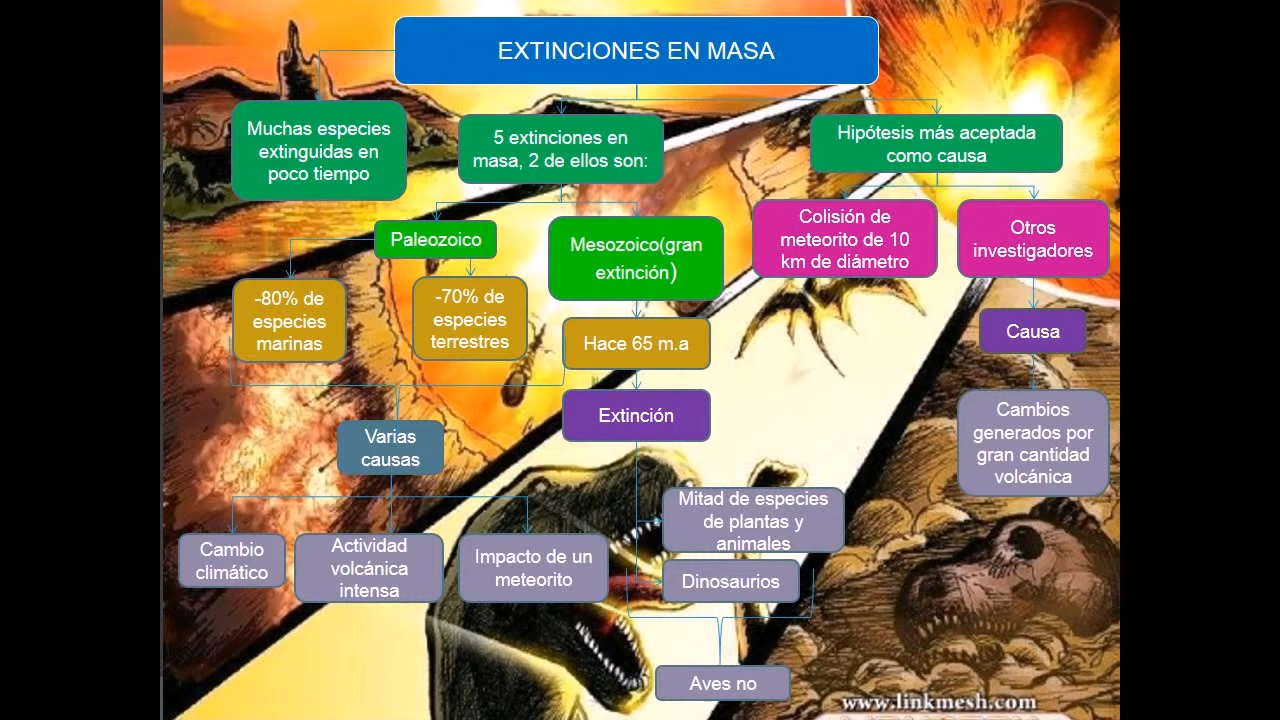 EXTINCIONES EN MASA
Muchas especies
extinguidas en
poco tiempo
5 extinciones en
masa, 2 de ellos son:
Hipótesis más aceptada
como causa
Paleozoico
Mesozoico(gran
extinción)
Colisión de
meteorito de 10
km de diámetro
Otros
investigadores
-80% de
especies
marinas
-70% de
especies
terrestres
Hace 65 m.a
Causa
Extinción
Cambios
generados por
gran cantidad
volcánica
Varias
causas
Mitad de especies
de plantas y
animales
Cambio
climático
Actividad
volcánica
intensa
Impacto de un
meteorito
Dinosaurios
Aves no
www.linkmesh.com